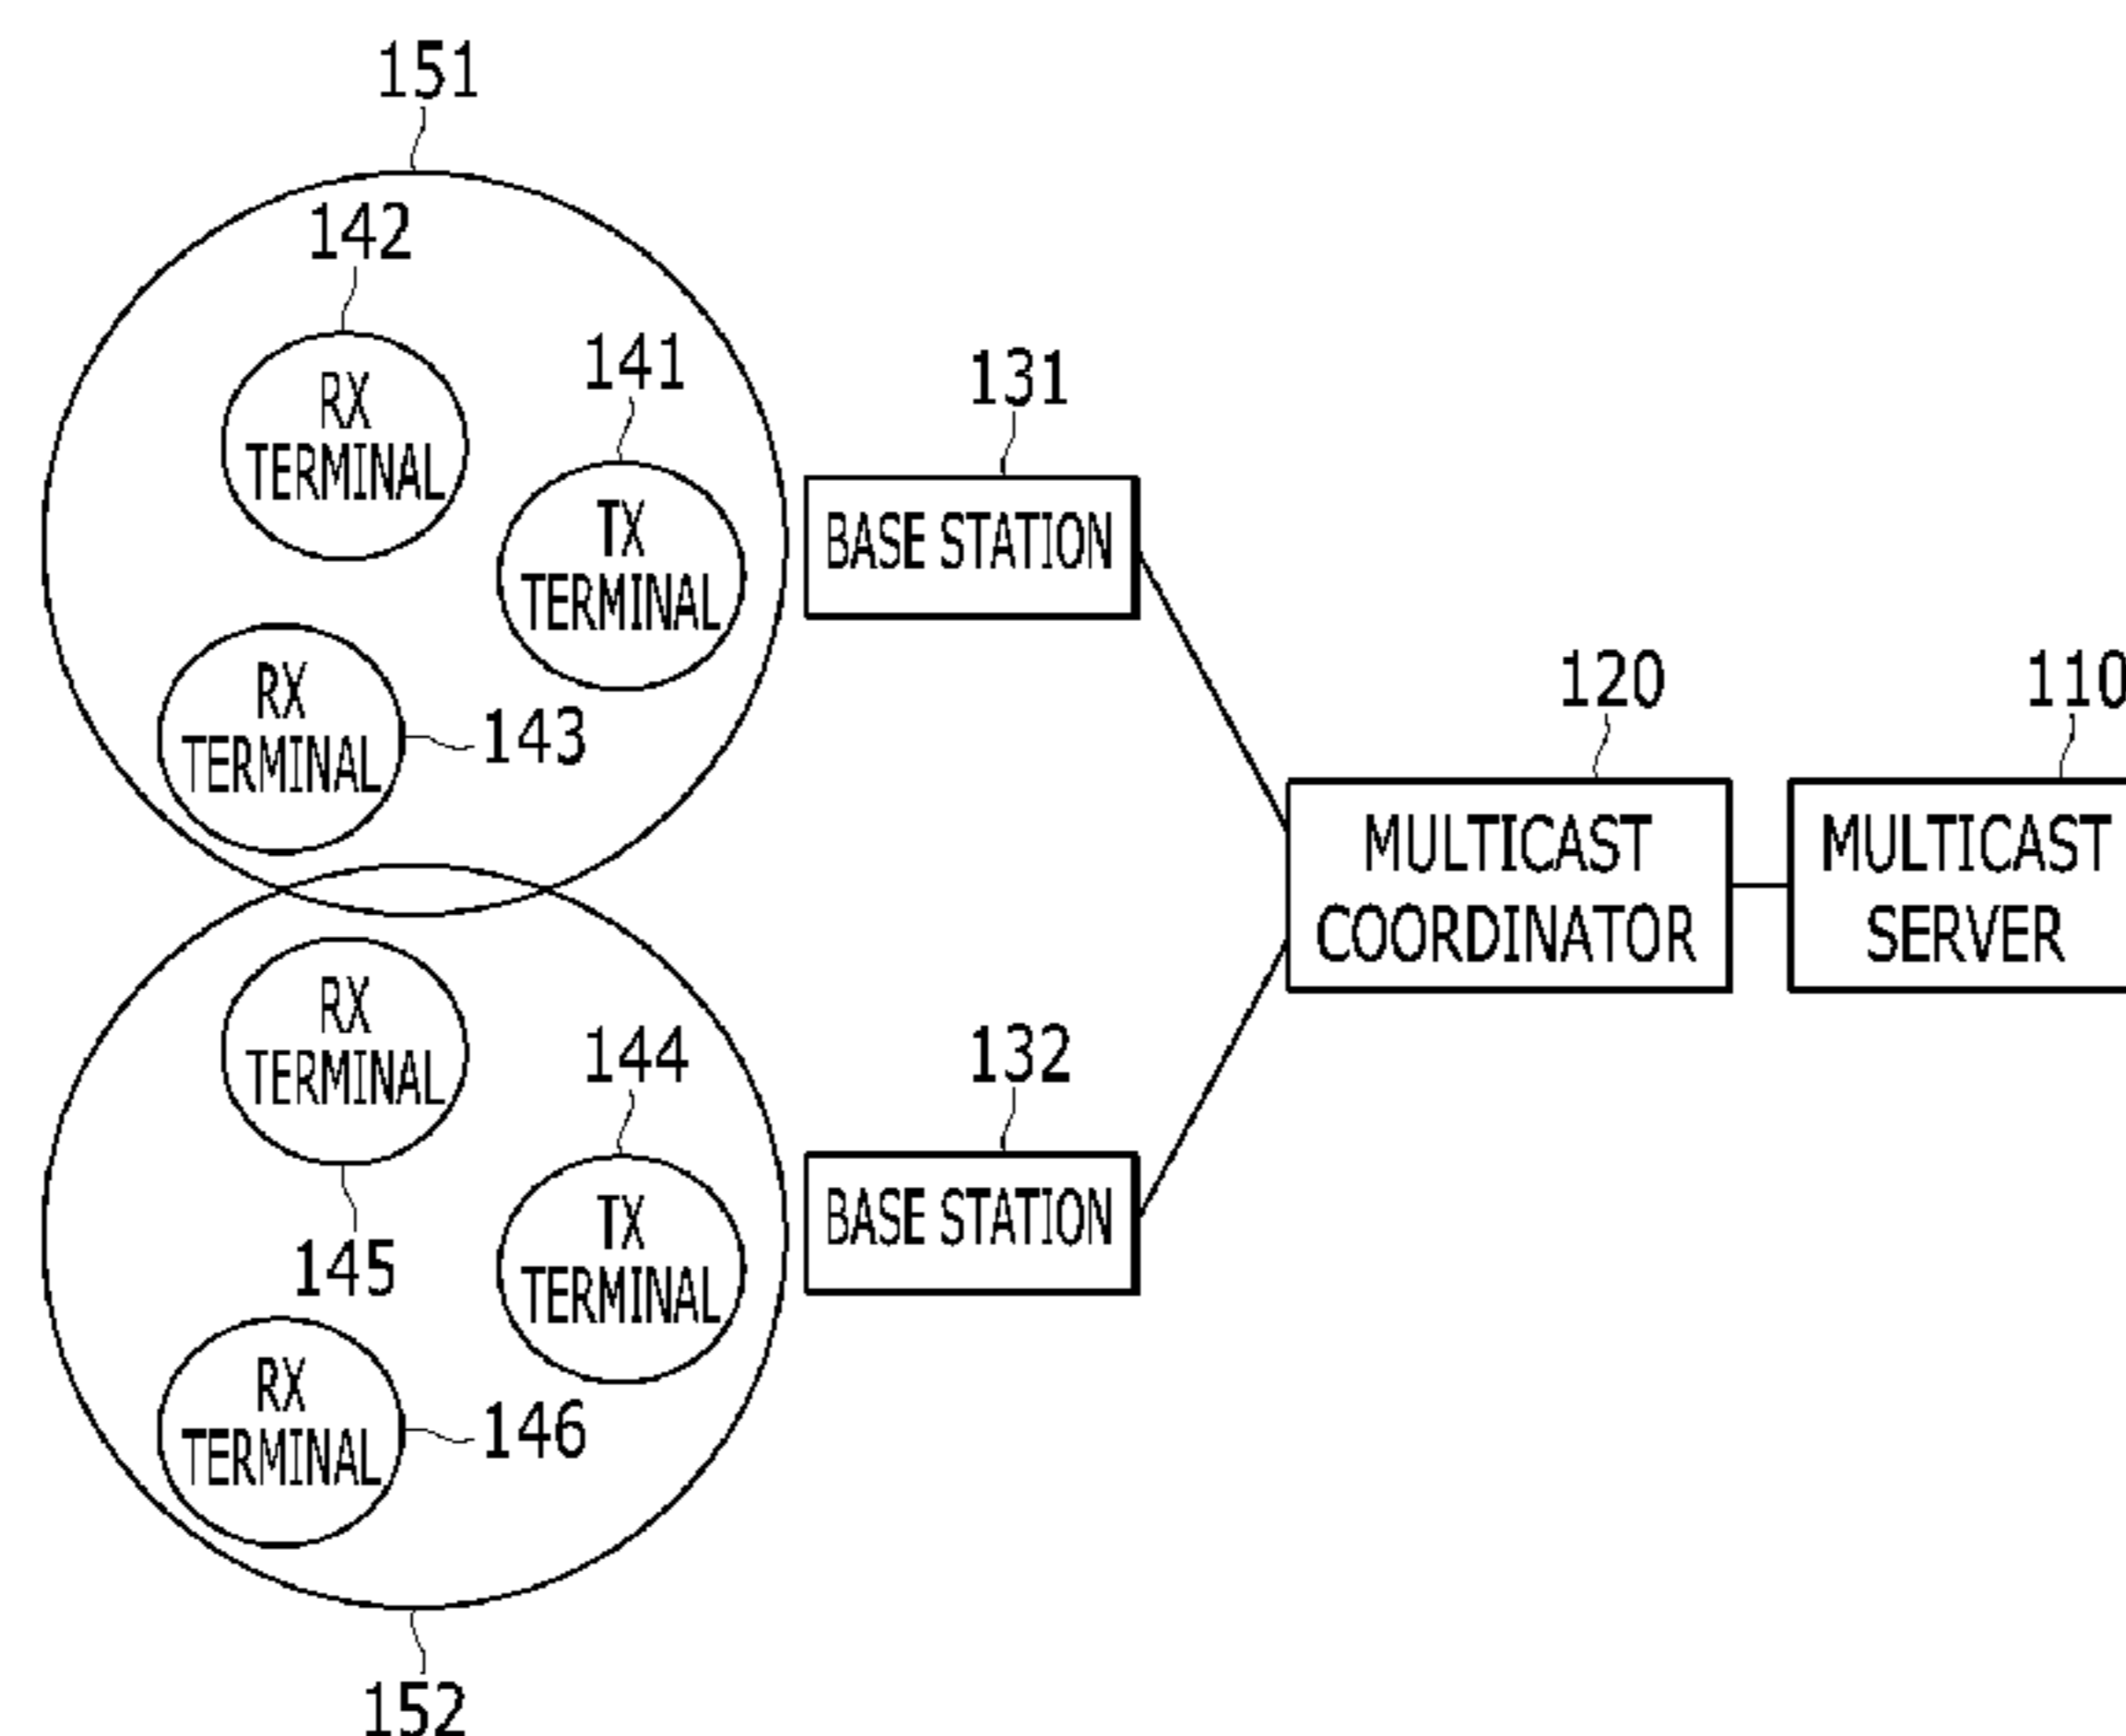 151
142
RX
TERMINAL
141
TX
TERMINAL
RX
TERMINAL
143
131
BASE STATION
120
MULTICAST
COORDINATOR
110
MULTICAST
SERVER
RX
TERMINAL
145
144
TX
TERMINAL
RX
TERMINAL
146
132
BASE STATION
152